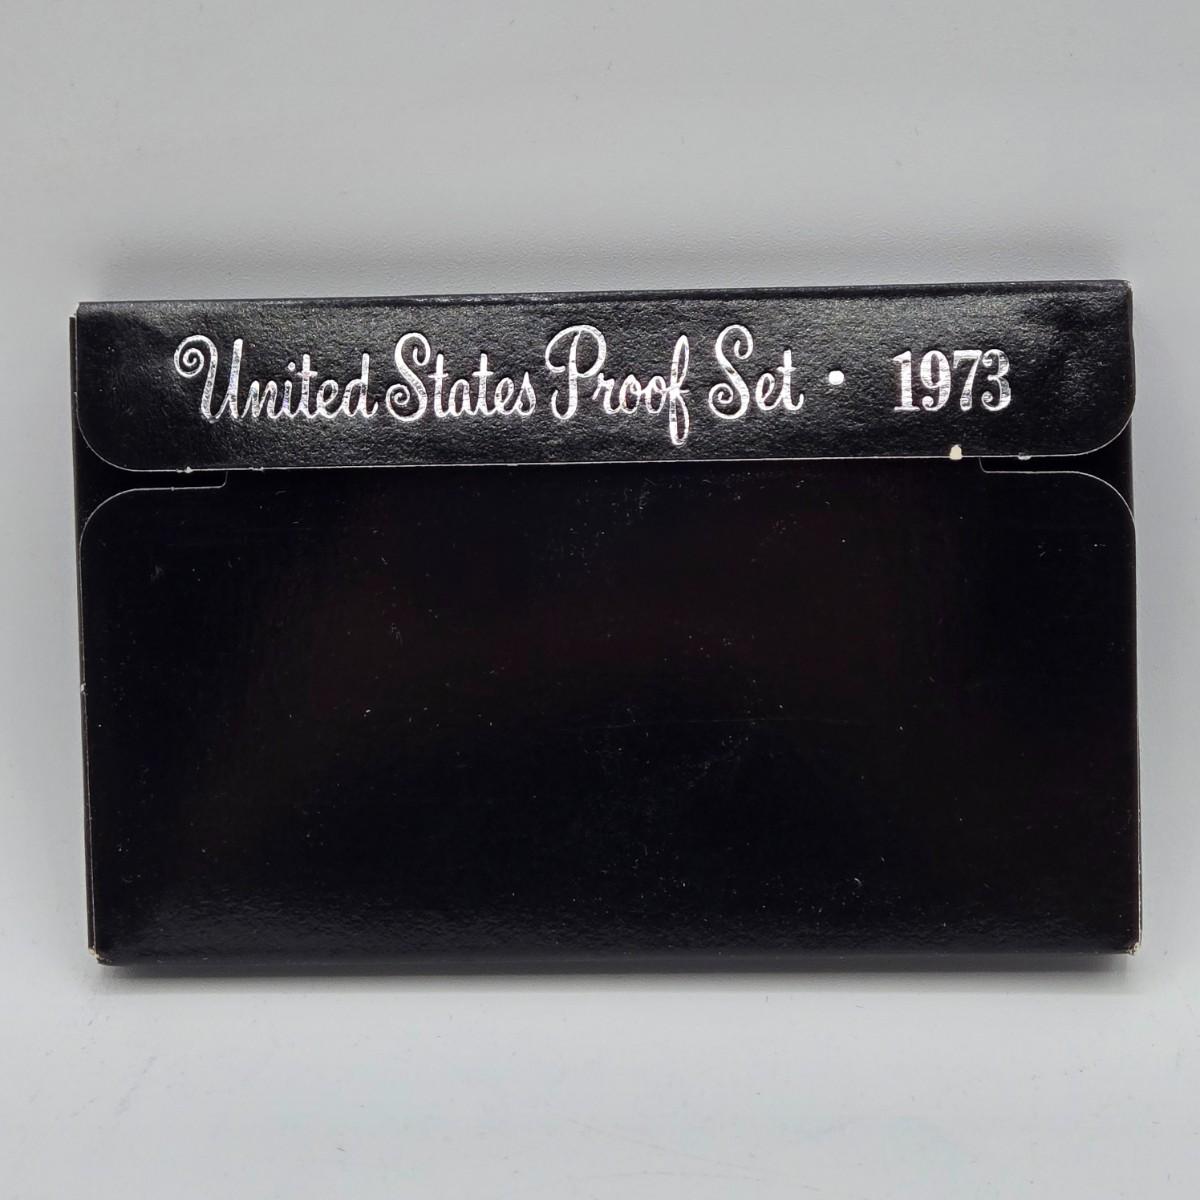 United States Proof Set • 1973